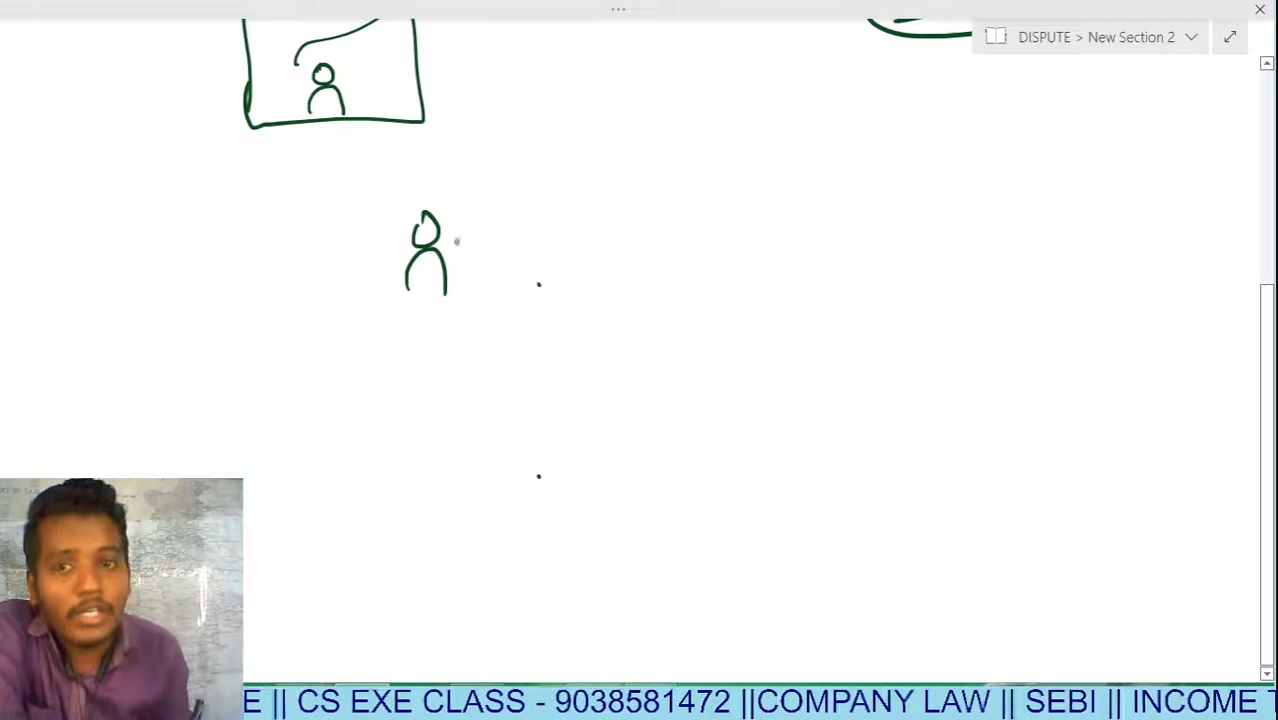 DISPUTE > New Section 2
E || CS EXE CLASS - 9038581472 ||COMPANY LAW || SEBI || INCOME T